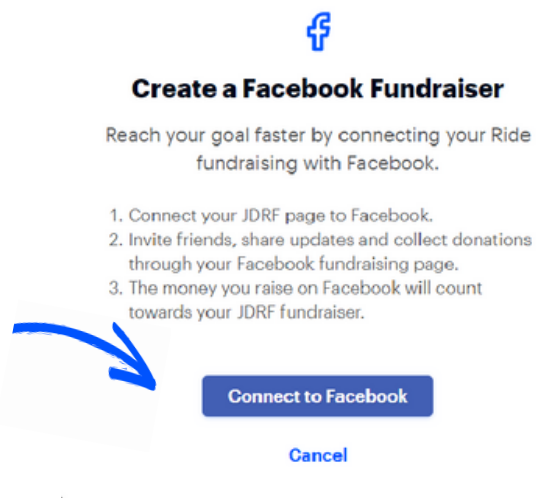 Create a Facebook Fundraiser
Reach your goal faster by connecting your Ride
fundraising with Facebook.
1. Connect your JDRF page to Facebook.
2. Invite friends, share updates and collect donations
through your Facebook fundraising page.
3. The money you raise on Facebook will count
towards your JDRF fundraiser.
Connect to Facebook
Cancel